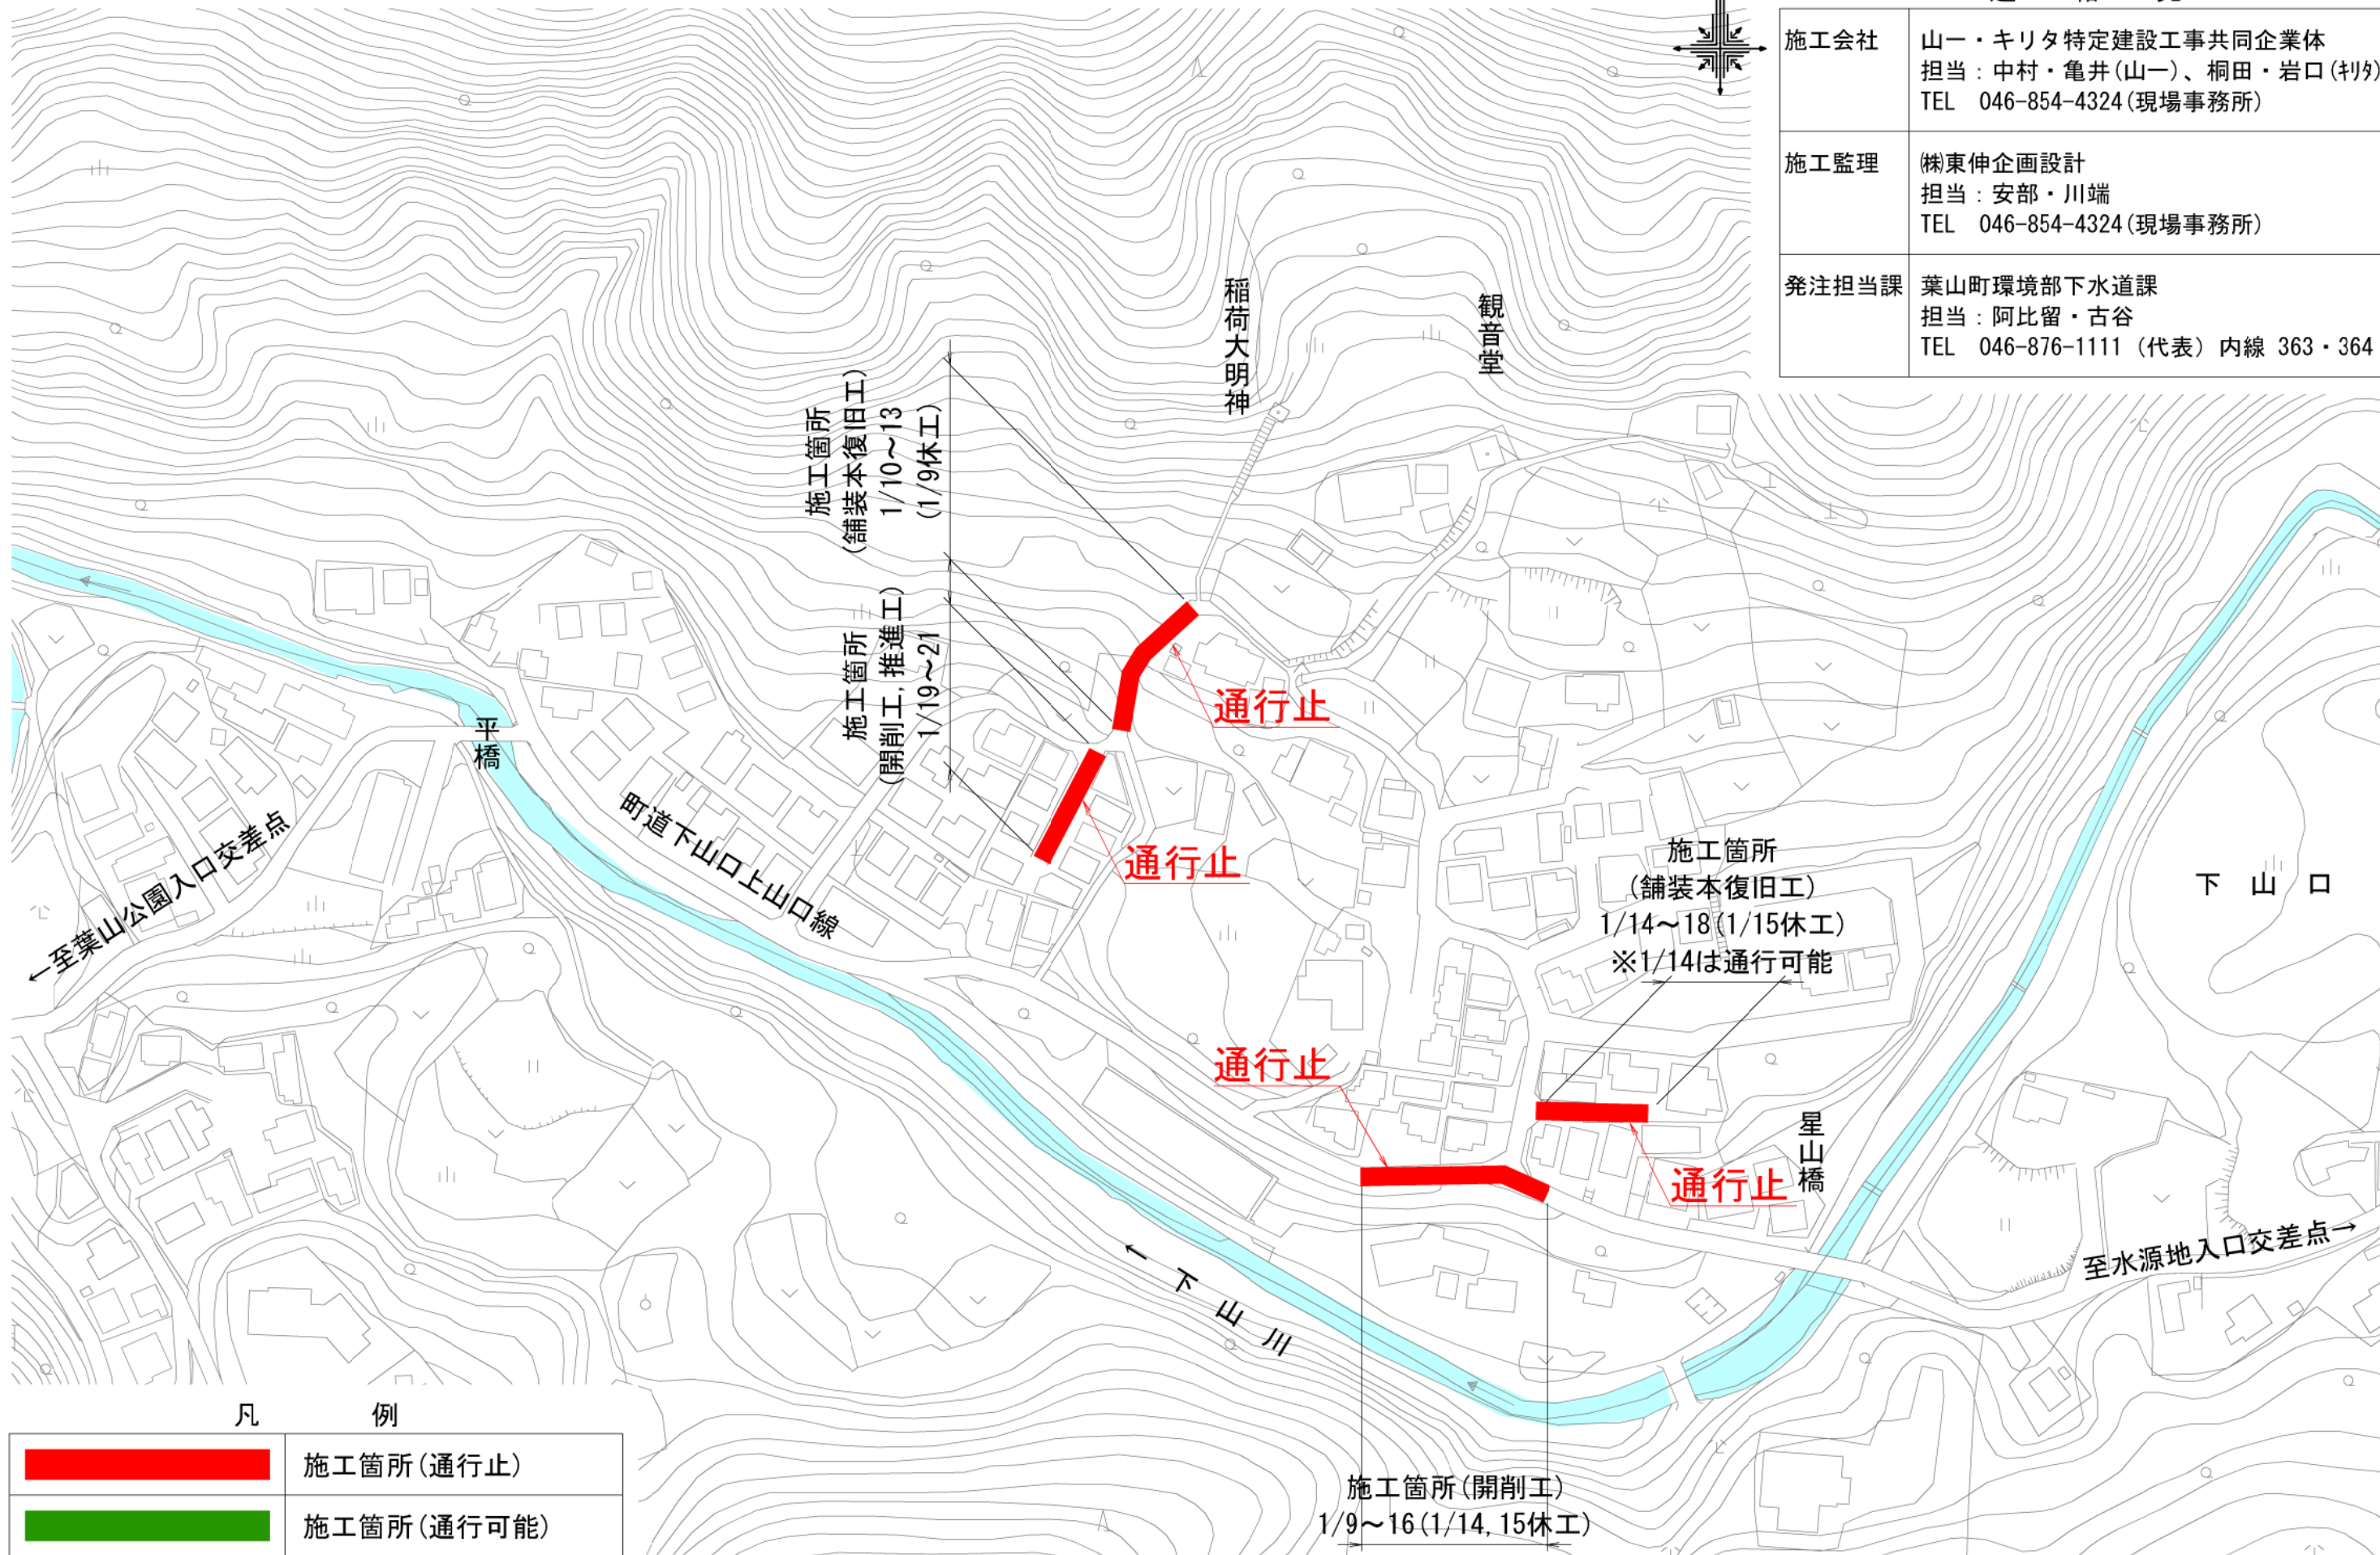 施工会社
山一・キリタ特定建設工事共同企業体
担当：中村・亀井(山一)、桐田・岩口(ｷﾘﾀ)
TEL　046-854-4324(現場事務所)
施工監理
㈱東伸企画設計
担当：安部・川端
TEL　046-854-4324(現場事務所)
発注担当課
葉山町環境部下水道課
担当：阿比留・古谷
TEL　046-876-1111（代表）内線 363・364
稲荷大明神
観音堂
施工箇所
(舗装本復旧工)
1/10～13
(1/9休工)
施工箇所
(開削工,推進工)
1/19～21
通行止
通行止
平橋
町道下山口上山口線
←至葉山公園入口交差点
施工箇所
(舗装本復旧工)
1/14～18(1/15休工)
※1/14は通行可能
下　山　口
通行止
通行止
星山橋
至水源地入口交差点→
← 下 山 川
施工箇所(開削工)
1/9～16(1/14,15休工)
凡　　　例
施工箇所(通行止)
施工箇所(通行可能)